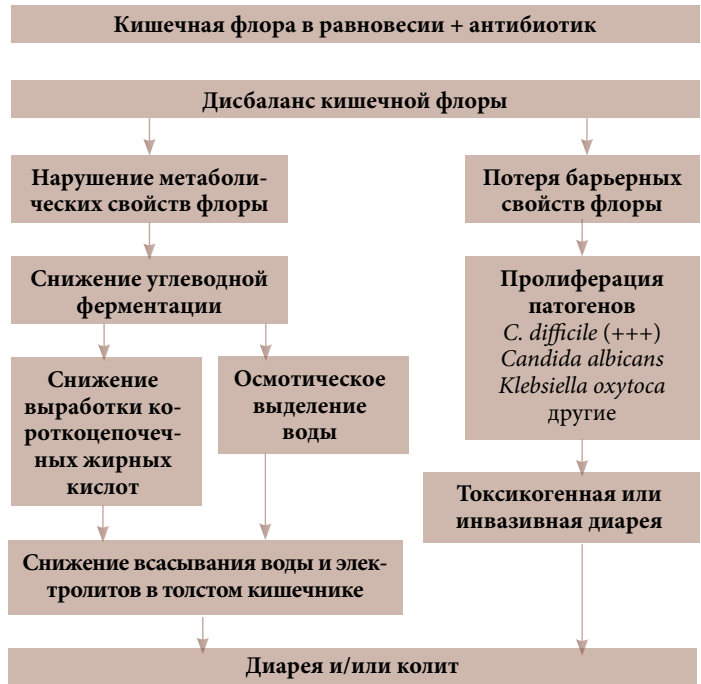 Кишечная флора в равновесии + антибиотик
Дисбаланс кишечной флоры
Нарушение метаболи-
ческих свойств флоры
Потеря барьерных
свойств флоры
Снижение углеводной
ферментации
Пролиферация
патогенов
C. difficile (+++)
Candida albicans
Klebsiella oxytoca
другие
Снижение
выработки ко-
роткоцепочеч-
ных жирных
кислот
Осмотическое
выделение
воды
Токсикогенная или
инвазивная диарея
Снижение всасывания воды и элек-
тролитов в толстом кишечнике
Диарея и/или колит